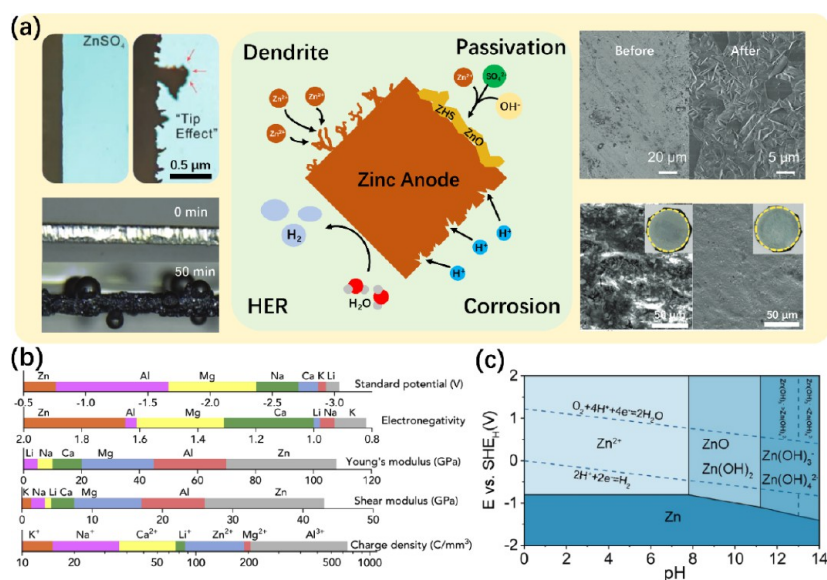 (a)
ZnSO₄
"Tip
Effect"
0.5 μm
0 min
50 min
Dendrite
Passivation
Zn²⁺
Zn²⁺
Zn²⁺
Zn²⁺
OH⁻
ZHS
ZnO
Zinc Anode
H₂
H₂O
H⁺
H⁺
H⁺
HER
Corrosion
Before
After
20 μm
5 μm
50 μm
50 μm
(b)
Zn Al Mg Na Ca K Li
Standard potential (V)
-0.5 -1.0 -1.5 -2.0 -2.5 -3.0
Zn Al Mg Ca Li Na K
Electronegativity
2.0 1.8 1.6 1.4 1.2 1.0 0.8
Li Na Ca Mg Al Zn
Young's modulus (GPa)
0 20 40 60 80 100 120
K Na Li Ca Mg Al Zn
Shear modulus (GPa)
0 10 20 30 40 50
K⁺ Na⁺ Ca²⁺ Li⁺ Zn²⁺ Mg²⁺ Al³⁺
Charge density (C/mm³)
10 50 100 200 500 1000
(c)
E vs. SHE_H(V)
2
1
0
-1
-2
O₂+4H⁺+4e⁻=2H₂O
Zn²⁺
2H⁺+2e⁻=H₂
ZnO
Zn(OH)₂
Zn(OH)₃⁻
Zn(OH)₄²⁻
Zn
0 2 4 6 8 10 12 14
pH